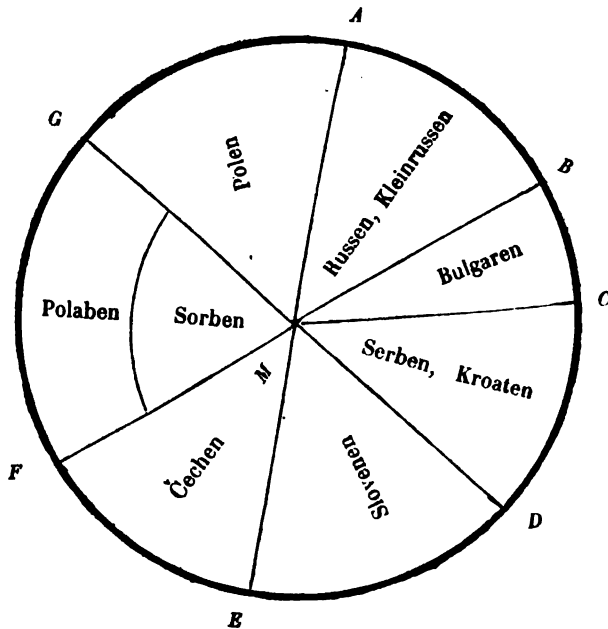 A
G
B
Polen
Russen, Kleinrussen
Bulgaren
C
Polaben
Sorben
Serben, Kroaten
M
F
Čechen
Slovenen
D
E